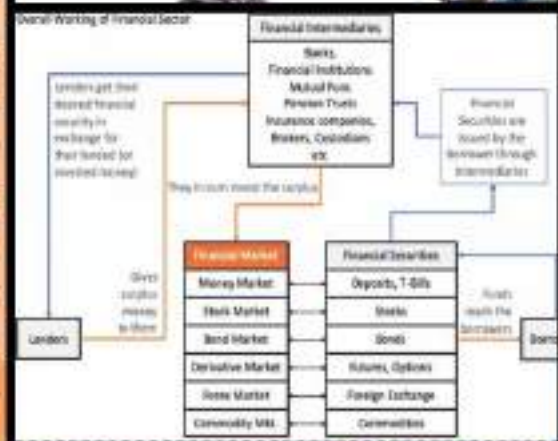 Overall Working of Financial Sector
Financial Intermediaries
Banks,
Financial Institutions
Mutual Fund
Pension Trusts
Insurance companies,
Brokers, Custodians
etc
Lenders get their
desired financial
security in
exchange for
their lented (or
invested money)
Financial
Securities are
issued by the
borrower through
Intermediaries
They in turn invest the surplus
Gives
surplus
money
to them
Lenders
Financial Market
Money Market
Stock Market
Bond Market
Derivative Market
Forex Market
Commodity Mkt.
Financial Securities
Deposits, T-Bills
Stocks
Bonds
Futures, Options
Foreign Exchange
Commodities
Funds
reach the
borrowers